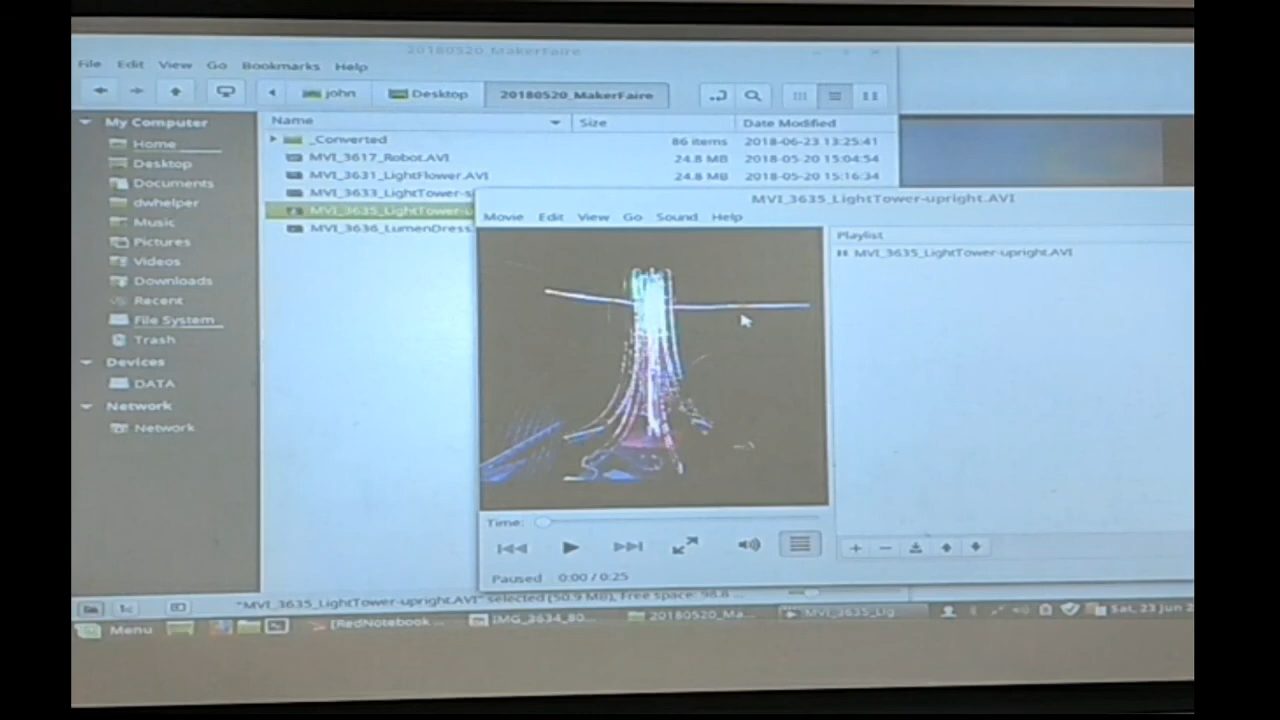 20180520_MakerFaire
File Edit View Go Bookmarks Help
john Desktop 20180520_MakerFaire
Name Size Date Modified
My Computer
Home
Desktop
Documents
dwhelper
Music
Pictures
Videos
Downloads
Recent
File System
Trash
Devices
DATA
Network
Network
_Converted 86 items 2018-06-23 13:25:41
MVI_3617_Robot.AVI 24.8 MB 2018-05-20 15:04:54
MVI_3631_LightFlower.AVI 24.8 MB 2018-05-20 15:16:34
MVI_3633_LightTower-s
MVI_3635_LightTower-u
MVI_3636_LumenDress
MVI_3635_LightTower-upright.AVI
Movie Edit View Go Sound Help
Playlist
MVI_3635_LightTower-upright.AVI
Time:
Paused 0:00 / 0:25
"MVI_3635_LightTower-upright.AVI" selected (50.9 MB), Free space: 98.8 ...
Menu [RedNotebook ... IMG_3634_80... 20180520_Ma... MVI_3635_Lig Sat, 23 Jun 2